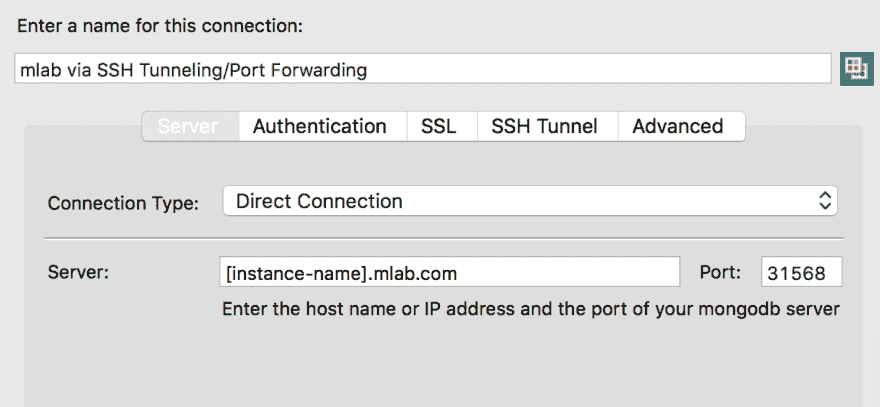 Enter a name for this connection:
mlab via SSH Tunneling/Port Forwarding
Server Authentication SSL SSH Tunnel Advanced
Connection Type: Direct Connection
Server: [instance-name].mlab.com Port: 31568
Enter the host name or IP address and the port of your mongodb server